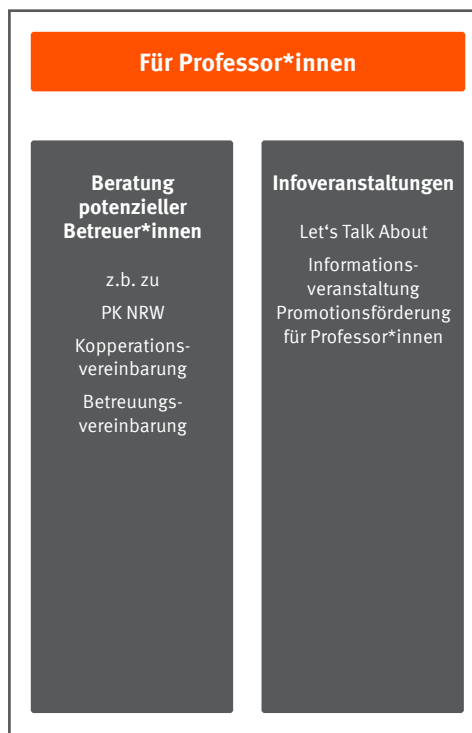 Für Professor*innen
Beratung
potenzieller
Betreuer*innen
z.b. zu
PK NRW
Kopperations-
vereinbarung
Betreuungs-
vereinbarung
Infoveranstaltungen
Let‘s Talk About
Informations-
veranstaltung
Promotionsförderung
für Professor*innen